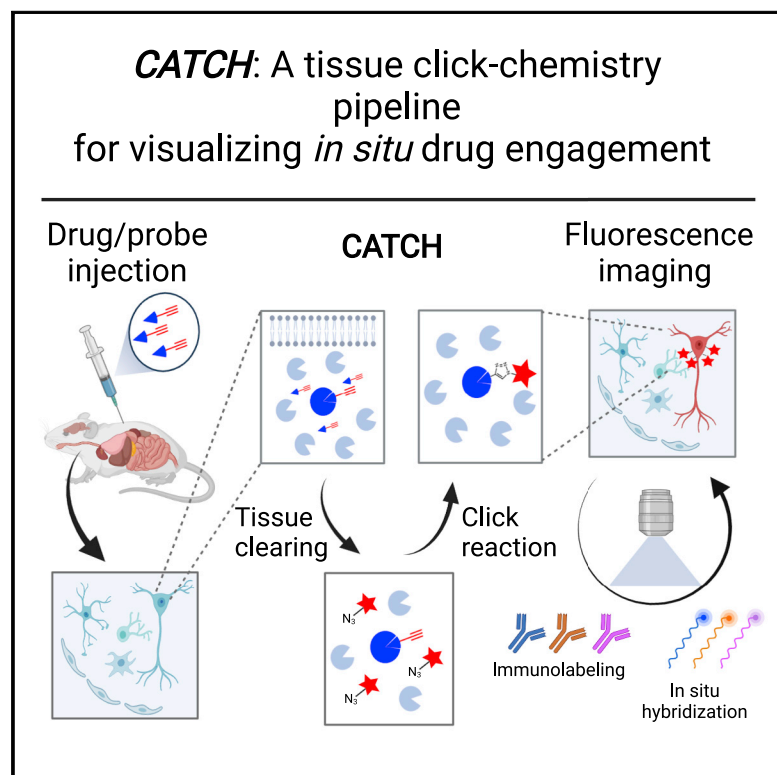 CATCH: A tissue click-chemistry
pipeline
for visualizing in situ drug engagement
Drug/probe
injection
CATCH
Fluorescence
imaging
Tissue
clearing
Click
reaction
N₃
N₃
N₃
Immunolabeling
In situ
hybridization